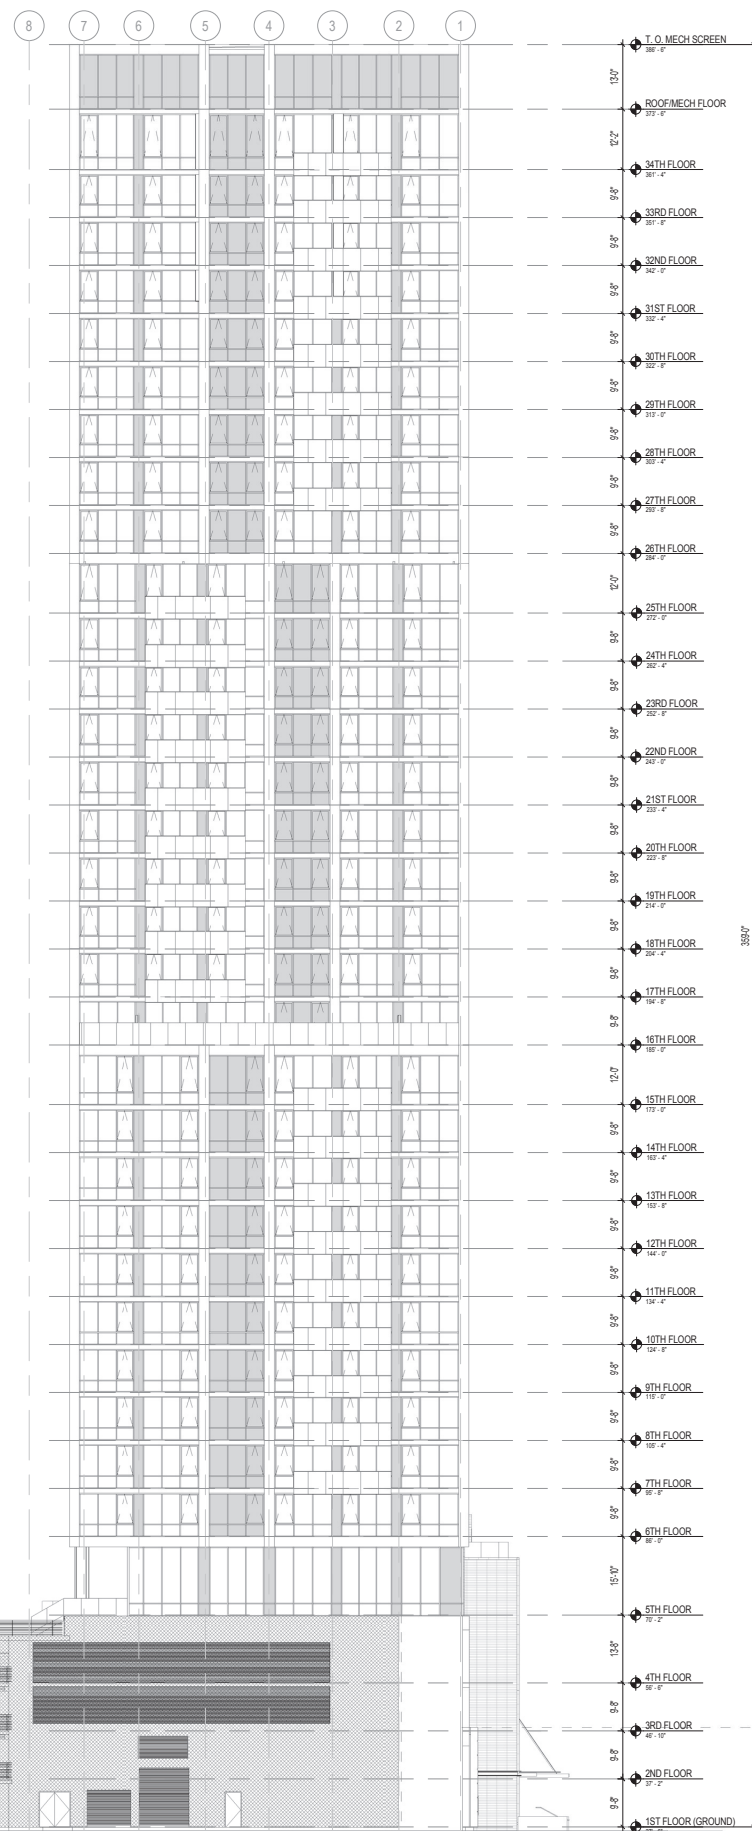 8 7 6 5 4 3 2 1
T. O. MECH SCREEN
386' - 6"
13'-0"
ROOF/MECH FLOOR
373' - 6"
12'-2"
34TH FLOOR
361' - 4"
9'-8"
33RD FLOOR
351' - 8"
9'-8"
32ND FLOOR
342' - 0"
9'-8"
31ST FLOOR
332' - 4"
9'-8"
30TH FLOOR
322' - 8"
9'-8"
29TH FLOOR
313' - 0"
9'-8"
28TH FLOOR
303' - 4"
9'-8"
27TH FLOOR
293' - 8"
9'-8"
26TH FLOOR
284' - 0"
12'-0"
25TH FLOOR
272' - 0"
9'-8"
24TH FLOOR
262' - 4"
9'-8"
23RD FLOOR
252' - 8"
9'-8"
22ND FLOOR
243' - 0"
9'-8"
21ST FLOOR
233' - 4"
9'-8"
20TH FLOOR
223' - 8"
9'-8"
19TH FLOOR
214' - 0"
9'-8"
359'-0"
18TH FLOOR
204' - 4"
9'-8"
17TH FLOOR
194' - 8"
9'-8"
16TH FLOOR
185' - 0"
12'-0"
15TH FLOOR
173' - 0"
9'-8"
14TH FLOOR
163' - 4"
9'-8"
13TH FLOOR
153' - 8"
9'-8"
12TH FLOOR
144' - 0"
9'-8"
11TH FLOOR
134' - 4"
9'-8"
10TH FLOOR
124' - 8"
9'-8"
9TH FLOOR
115' - 0"
9'-8"
8TH FLOOR
105' - 4"
9'-8"
7TH FLOOR
95' - 8"
9'-8"
6TH FLOOR
86' - 0"
15'-10"
5TH FLOOR
70' - 2"
13'-8"
4TH FLOOR
56' - 6"
9'-8"
3RD FLOOR
46' - 10"
9'-8"
2ND FLOOR
37' - 2"
9'-8"
1ST FLOOR (GROUND)